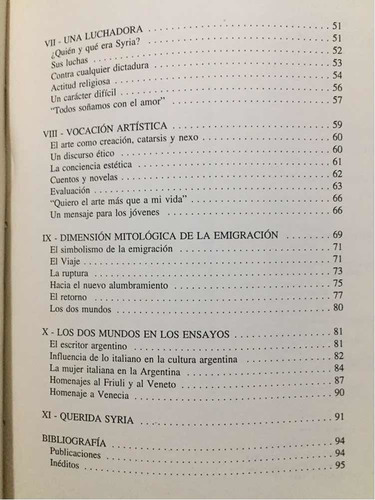 VII - UNA LUCHADORA ..... 51
¿Quién y qué era Syria? ..... 51
Sus luchas ..... 52
Contra cualquier dictadura ..... 53
Actitud religiosa ..... 54
Un carácter difícil ..... 56
"Todos soñamos con el amor" ..... 57
VIII - VOCACIÓN ARTÍSTICA ..... 59
El arte como creación, catarsis y nexo ..... 60
Un discurso ético ..... 60
La conciencia estética ..... 61
Cuentos y novelas ..... 62
Evaluación ..... 63
"Quiero el arte más que a mi vida" ..... 66
Un mensaje para los jóvenes ..... 66
IX - DIMENSIÓN MITOLÓGICA DE LA EMIGRACIÓN ..... 69
El simbolismo de la emigración ..... 71
El Viaje ..... 71
La ruptura ..... 73
Hacia el nuevo alumbramiento ..... 75
El retorno ..... 77
Los dos mundos ..... 80
X - LOS DOS MUNDOS EN LOS ENSAYOS ..... 81
El escritor argentino ..... 81
Influencia de lo italiano en la cultura argentina ..... 82
La mujer italiana en la Argentina ..... 84
Homenajes al Friuli y al Veneto ..... 87
Homenaje a Venecia ..... 90
XI - QUERIDA SYRIA ..... 91
BIBLIOGRAFÍA ..... 94
Publicaciones ..... 94
Inéditos ..... 95